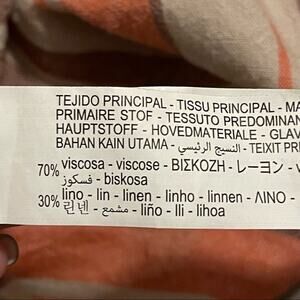 TEJIDO PRINCIPAL - TISSU PRINCIPAL - MA
PRIMAIRE STOF - TESSUTO PREDOMINAN
HAUPTSTOFF - HOVEDMATERIALE - GLAV
BAHAN KAIN UTAMA - النسيج الرئيسي - TEIXIT PRI
70% viscosa - viscose - ΒΙΣΚΟΖΗ - レーヨン -
فسكوز - biskosa
30% lino - lin - linen - linho - linnen - ΛΙΝΟ -
린넨 - مشمع - liño - lli - lihoa